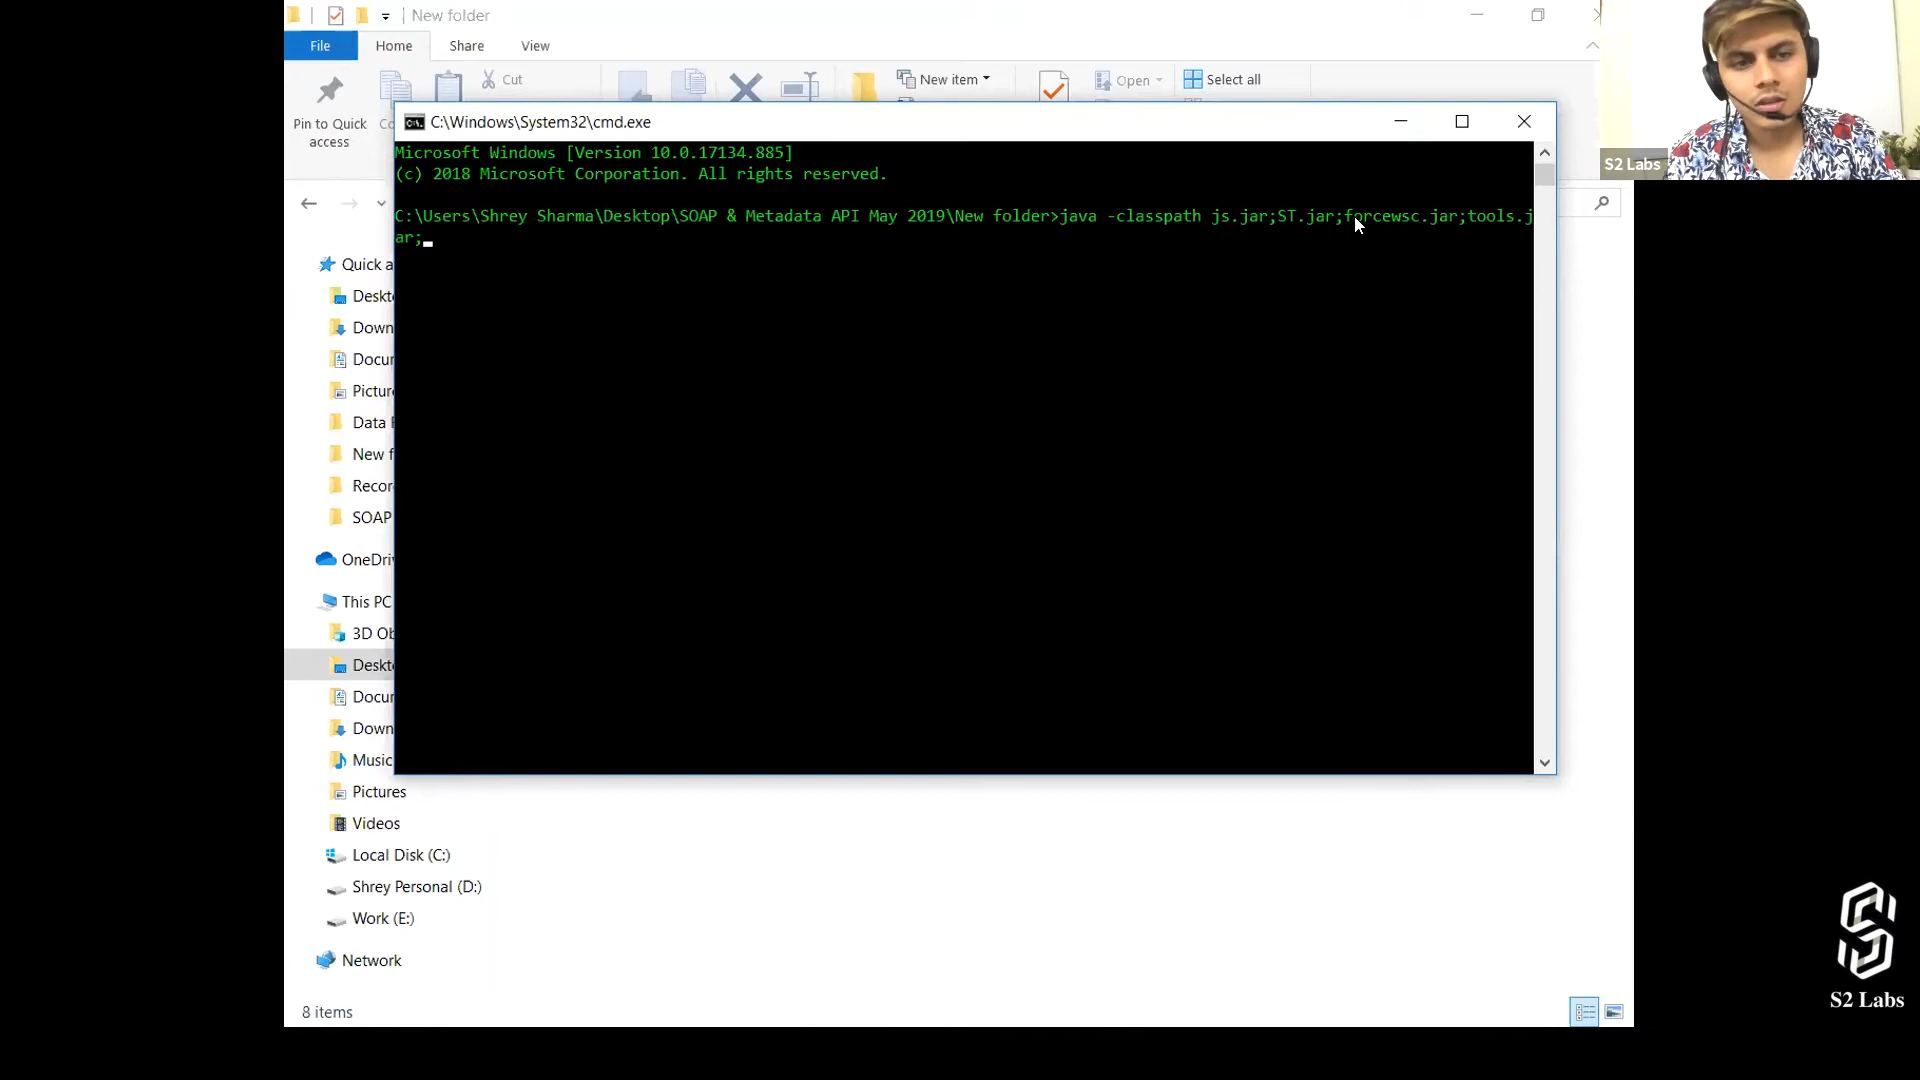 New folder
File
Home
Share
View
Cut
New item
Open
Select all
Pin to Quick
access
C:\Windows\System32\cmd.exe
Microsoft Windows [Version 10.0.17134.885]
(c) 2018 Microsoft Corporation. All rights reserved.
C:\Users\Shrey Sharma\Desktop\SOAP & Metadata API May 2019\New folder>java -classpath js.jar;ST.jar;forcewsc.jar;tools.j
ar;
S2 Labs
Quick a
Deskt
Down
Docur
Pictur
Data
New f
Recor
SOAP
OneDri
This PC
3D Ob
Deskt
Docur
Down
Music
Pictures
Videos
Local Disk (C:)
Shrey Personal (D:)
Work (E:)
Network
8 items
S2 Labs